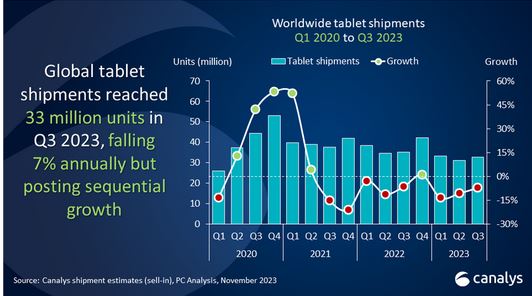 Worldwide tablet shipments
Q1 2020 to Q3 2023
Global tablet
shipments reached
33 million units in
Q3 2023, falling
7% annually but
posting sequential
growth
Units (million)
Tablet shipments
Growth
Growth
70
60
50
40
30
20
10
0
60%
45%
30%
15%
0%
-15%
-30%
Q1 Q2 Q3 Q4 Q1 Q2 Q3 Q4 Q1 Q2 Q3 Q4 Q1 Q2 Q3
2020 2021 2022 2023
Source: Canalys shipment estimates (sell-in), PC Analysis, November 2023
canalys